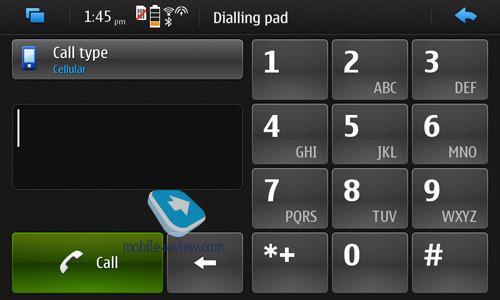 1:45 pm
Dialling pad
Call type
Cellular
1
2 ABC
3 DEF
4 GHI
5 JKL
6 MNO
7 PQRS
8 TUV
9 WXYZ
*+
0
#
Call
mobile-review.com